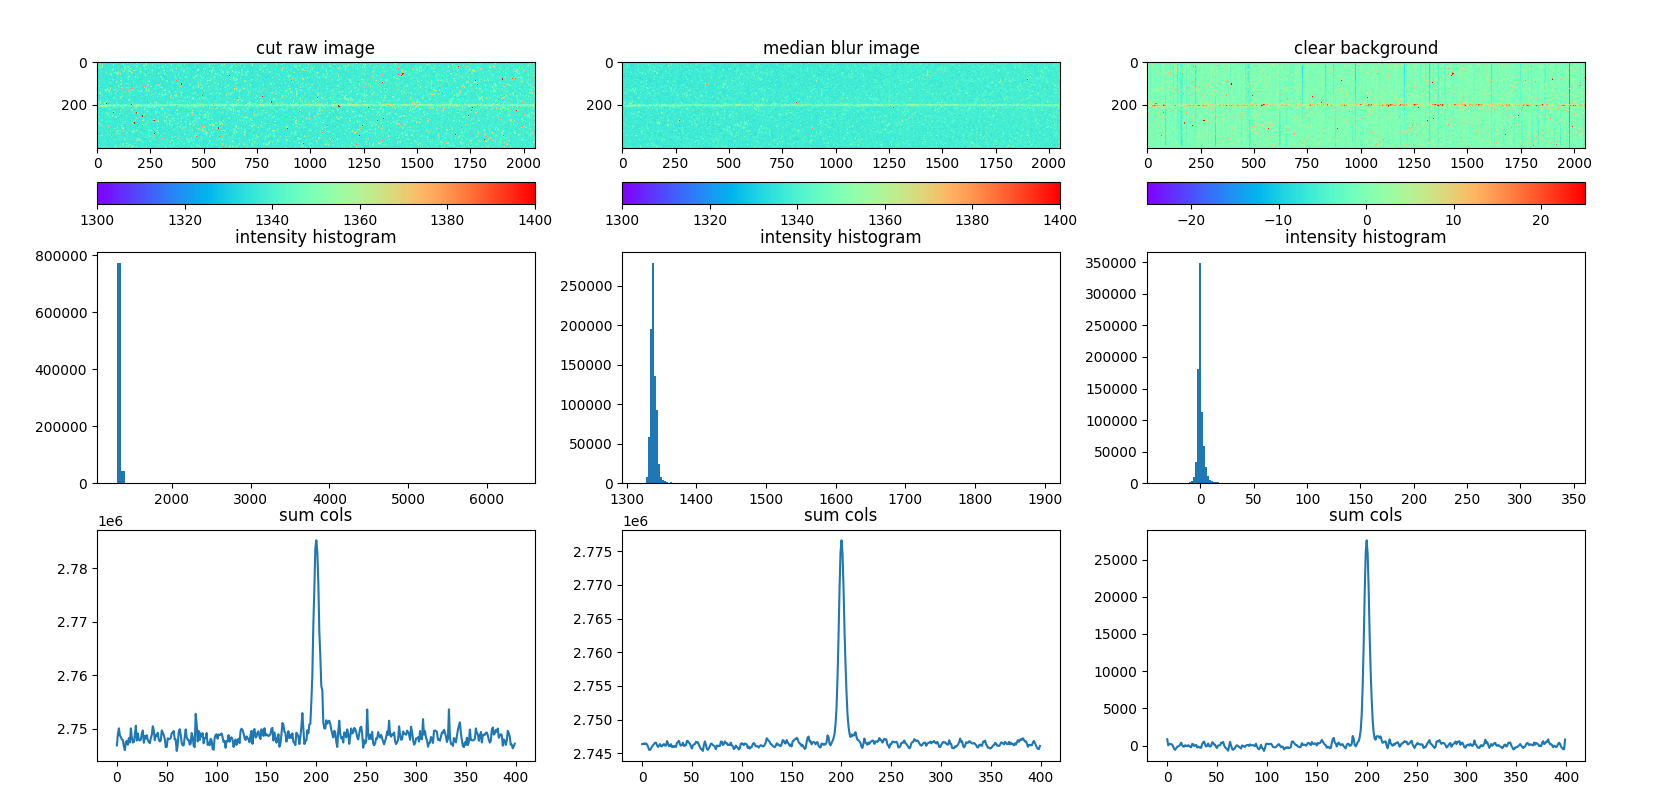 cut raw image
median blur image
clear background
0
200
0 250 500 750 1000 1250 1500 1750 2000
0
200
0 250 500 750 1000 1250 1500 1750 2000
0
200
0 250 500 750 1000 1250 1500 1750 2000
1300 1320 1340 1360 1380 1400
1300 1320 1340 1360 1380 1400
−20 −10 0 10 20
intensity histogram
intensity histogram
intensity histogram
800000
600000
400000
200000
0
2000 3000 4000 5000 6000
250000
200000
150000
100000
50000
0
1300 1400 1500 1600 1700 1800 1900
350000
300000
250000
200000
150000
100000
50000
0
0 50 100 150 200 250 300 350
1e6
sum cols
1e6
sum cols
sum cols
2.78
2.77
2.76
2.75
0 50 100 150 200 250 300 350 400
2.775
2.770
2.765
2.760
2.755
2.750
2.745
0 50 100 150 200 250 300 350 400
25000
20000
15000
10000
5000
0
0 50 100 150 200 250 300 350 400